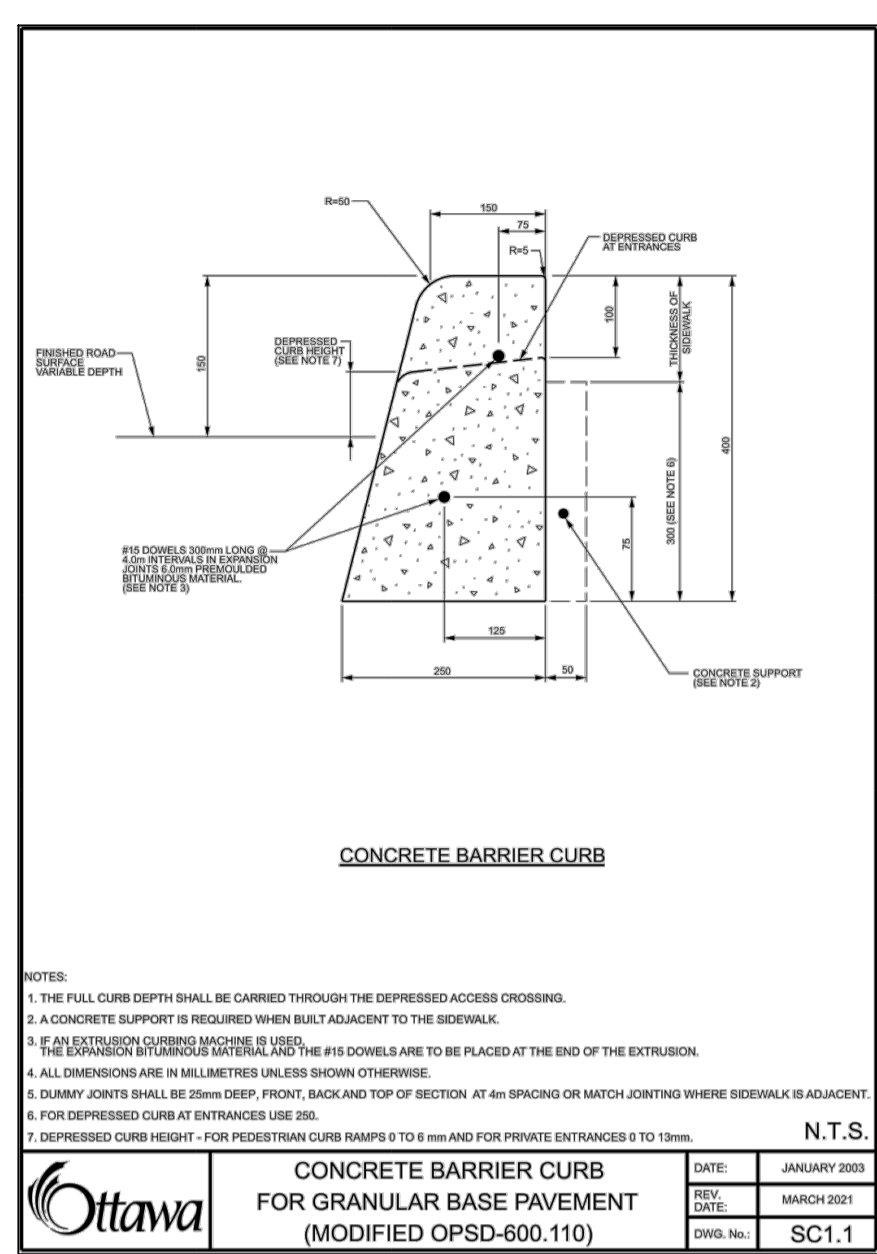 R=50
150
75
R=5
DEPRESSED CURB
AT ENTRANCES
100
THICKNESS OF
SIDEWALK
FINISHED ROAD
SURFACE
VARIABLE DEPTH
150
DEPRESSED
CURB HEIGHT
(SEE NOTE 7)
400
300 (SEE NOTE 6)
75
#15 DOWELS 300mm LONG @
4.0m INTERVALS IN EXPANSION
JOINTS 6.0mm PREMOULDED
BITUMINOUS MATERIAL.
(SEE NOTE 3)
125
250
50
CONCRETE SUPPORT
(SEE NOTE 2)
CONCRETE BARRIER CURB
NOTES:
1. THE FULL CURB DEPTH SHALL BE CARRIED THROUGH THE DEPRESSED ACCESS CROSSING.
2. A CONCRETE SUPPORT IS REQUIRED WHEN BUILT ADJACENT TO THE SIDEWALK.
3. IF AN EXTRUSION CURBING MACHINE IS USED,
THE EXPANSION BITUMINOUS MATERIAL AND THE #15 DOWELS ARE TO BE PLACED AT THE END OF THE EXTRUSION.
4. ALL DIMENSIONS ARE IN MILLIMETRES UNLESS SHOWN OTHERWISE.
5. DUMMY JOINTS SHALL BE 25mm DEEP, FRONT, BACK AND TOP OF SECTION AT 4m SPACING OR MATCH JOINTING WHERE SIDEWALK IS ADJACENT.
6. FOR DEPRESSED CURB AT ENTRANCES USE 250.
7. DEPRESSED CURB HEIGHT - FOR PEDESTRIAN CURB RAMPS 0 TO 6 mm AND FOR PRIVATE ENTRANCES 0 TO 13mm.
N.T.S.
Ottawa
CONCRETE BARRIER CURB
FOR GRANULAR BASE PAVEMENT
(MODIFIED OPSD-600.110)
DATE: JANUARY 2003
REV.
DATE: MARCH 2021
DWG. No.: SC1.1